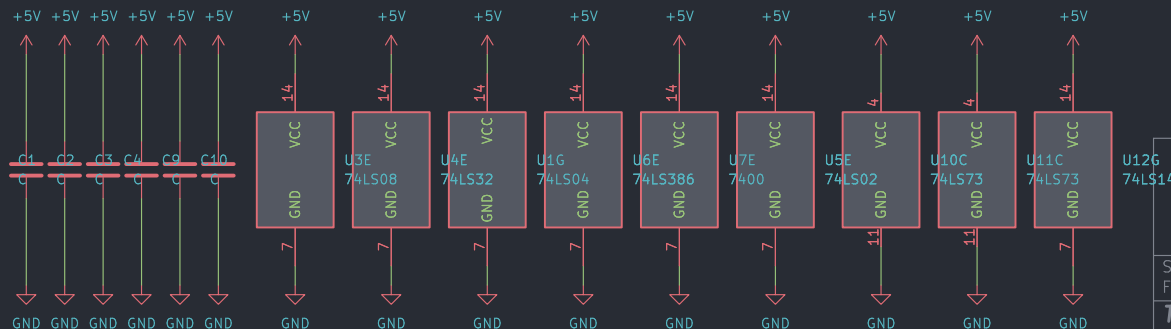 +5V +5V +5V +5V +5V +5V +5V +5V +5V +5V +5V +5V +5V +5V +5V
14 14 14 14 14 14 4 4 14
VCC VCC VCC VCC VCC VCC VCC VCC VCC
C1 C2 C3 C4 C9 C10 U3E U4E U1G U6E U7E U5E U10C U11C U12G
C C C C C C 74LS08 74LS32 74LS04 74LS386 7400 74LS02 74LS73 74LS73 74LS14
GND GND GND GND GND GND GND GND GND
7 7 7 7 7 7 11 11 7
GND GND GND GND GND GND GND GND GND GND GND GND GND GND GND